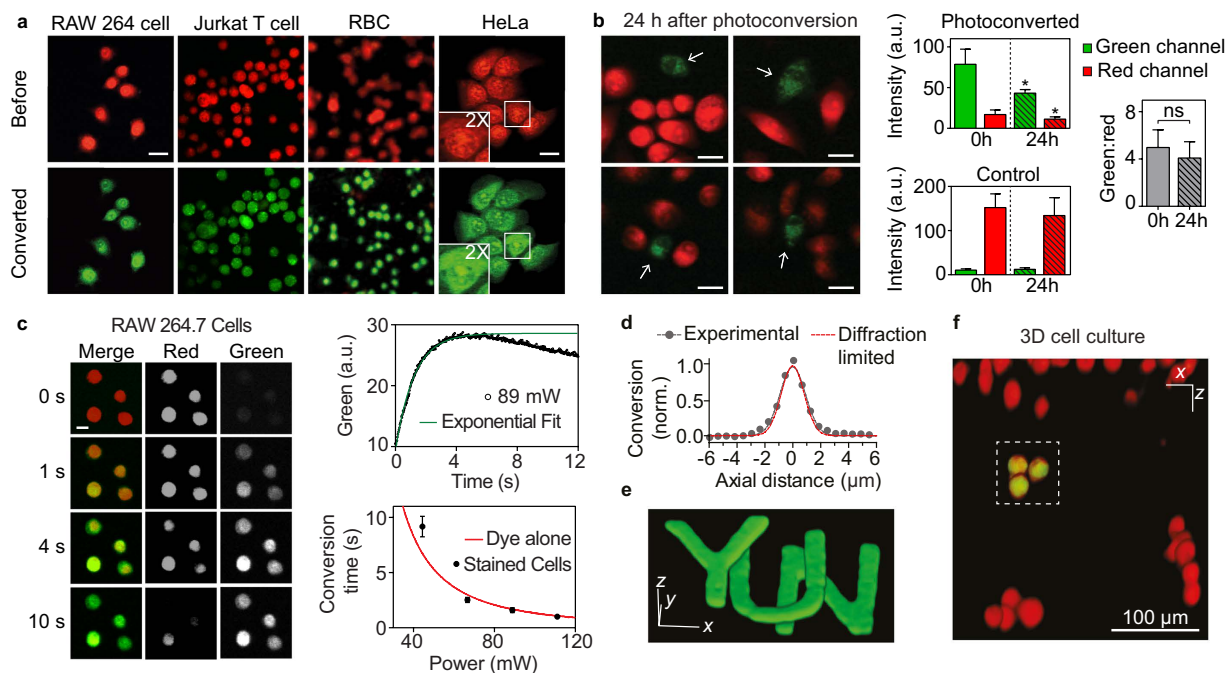 a
RAW 264 cell
Jurkat T cell
RBC
HeLa
Before
2X
Converted
2X
b
24 h after photoconversion
Photoconverted
Intensity (a.u.)
100
50
0
*
*
0h
24h
Green channel
Red channel
Control
Intensity (a.u.)
200
100
0
0h
24h
Green:red
8
4
0
ns
0h
24h
c
RAW 264.7 Cells
Merge
Red
Green
0 s
1 s
4 s
10 s
Green (a.u.)
30
20
10
89 mW
Exponential Fit
0
4
8
12
Time (s)
Conversion
time (s)
10
5
0
Dye alone
Stained Cells
40
80
120
Power (mW)
d
Experimental
Diffraction
limited
Conversion
(norm.)
1.0
0.5
0.0
-6
-4
-2
0
2
4
6
Axial distance (µm)
e
YUN
z
y
x
f
3D cell culture
x
z
100 µm